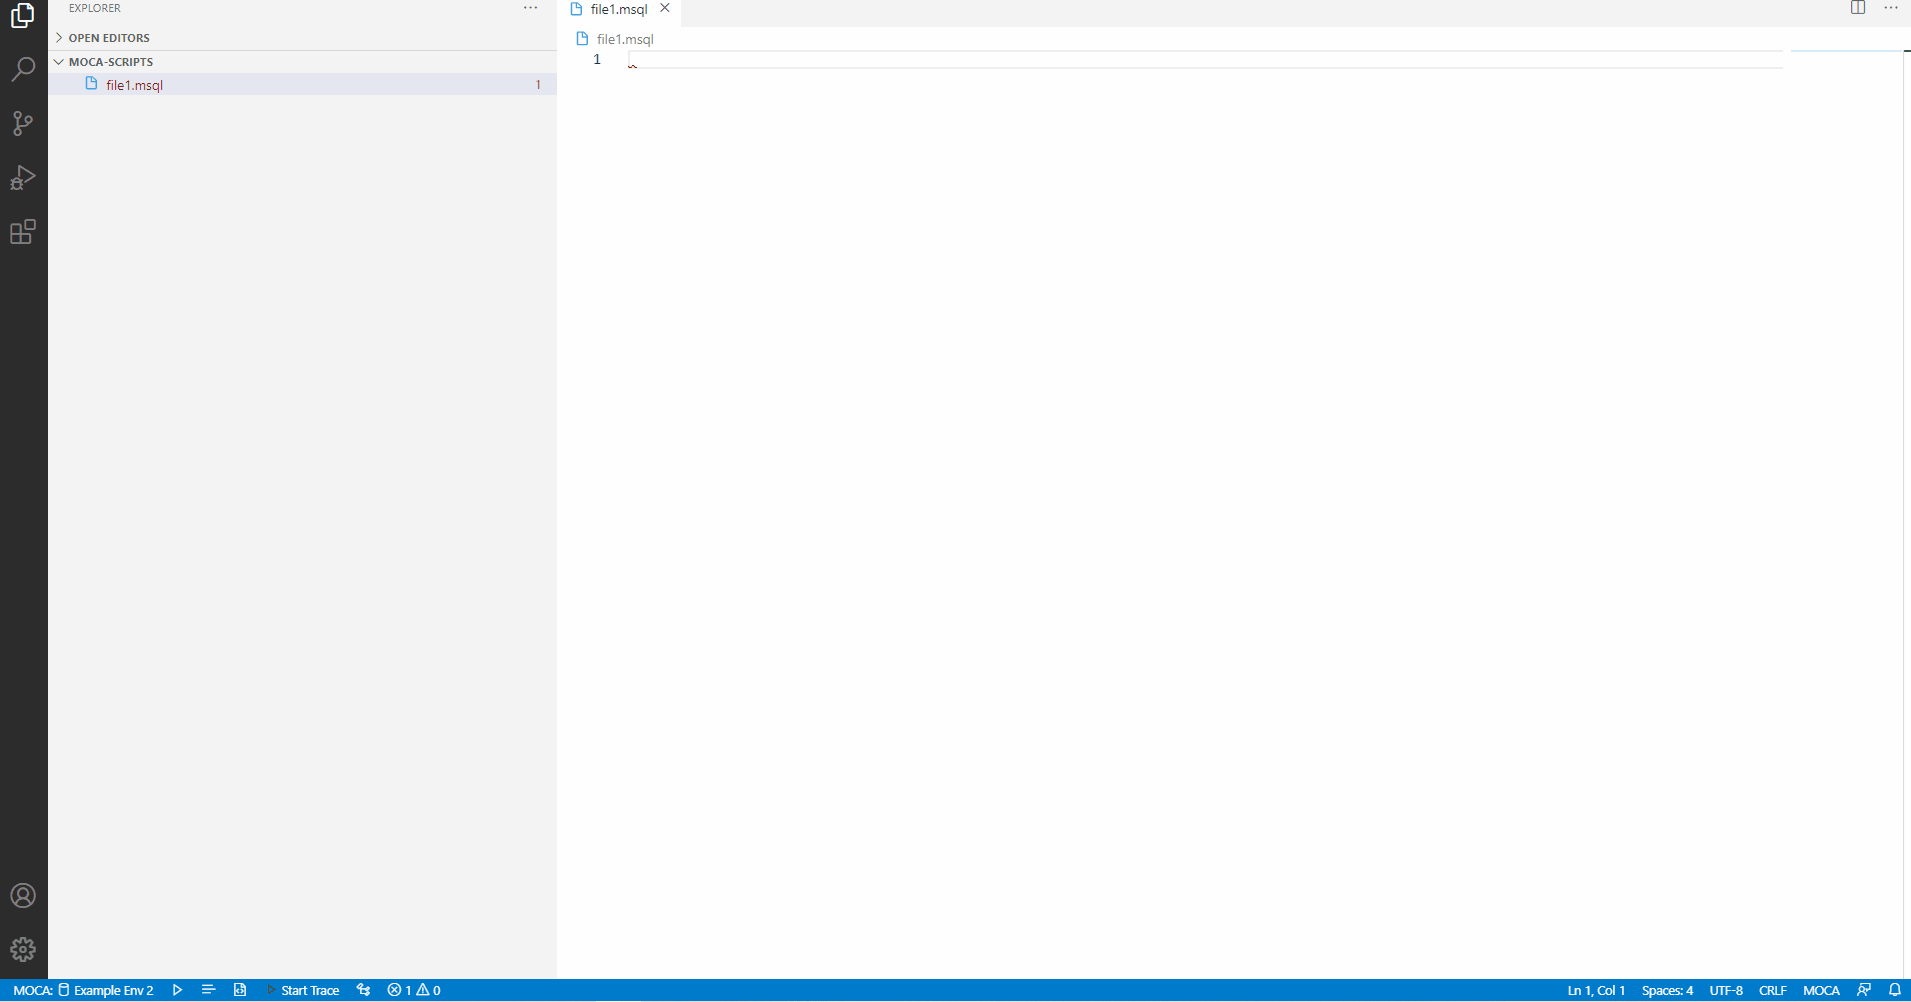 EXPLORER
OPEN EDITORS
MOCA-SCRIPTS
file1.msql 1
file1.msql
file1.msql
1
MOCA: Example Env 2 Start Trace 1 0 Ln 1, Col 1 Spaces: 4 UTF-8 CRLF MOCA